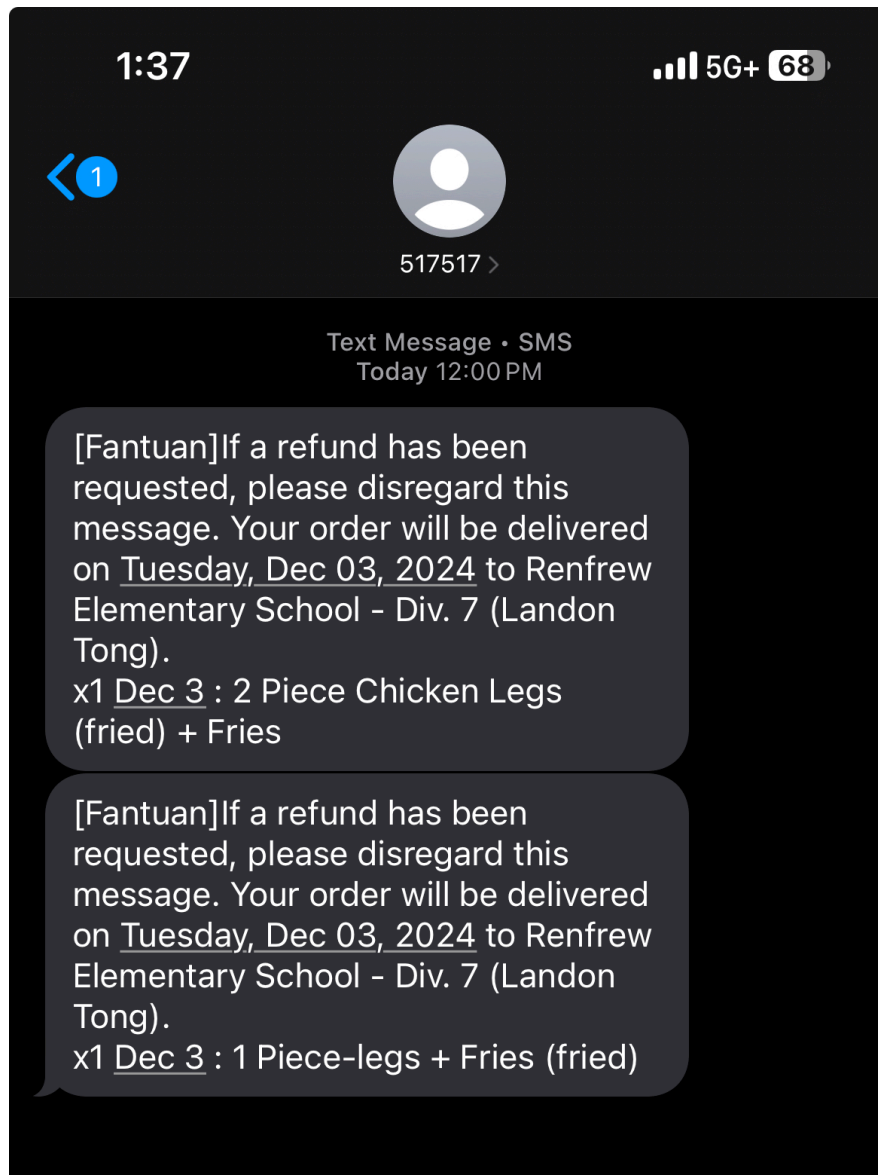 1:37
5G+ 68
1
517517
Text Message • SMS
Today 12:00 PM
[Fantuan]If a refund has been
requested, please disregard this
message. Your order will be delivered
on Tuesday, Dec 03, 2024 to Renfrew
Elementary School - Div. 7 (Landon
Tong).
x1 Dec 3 : 2 Piece Chicken Legs
(fried) + Fries
[Fantuan]If a refund has been
requested, please disregard this
message. Your order will be delivered
on Tuesday, Dec 03, 2024 to Renfrew
Elementary School - Div. 7 (Landon
Tong).
x1 Dec 3 : 1 Piece-legs + Fries (fried)